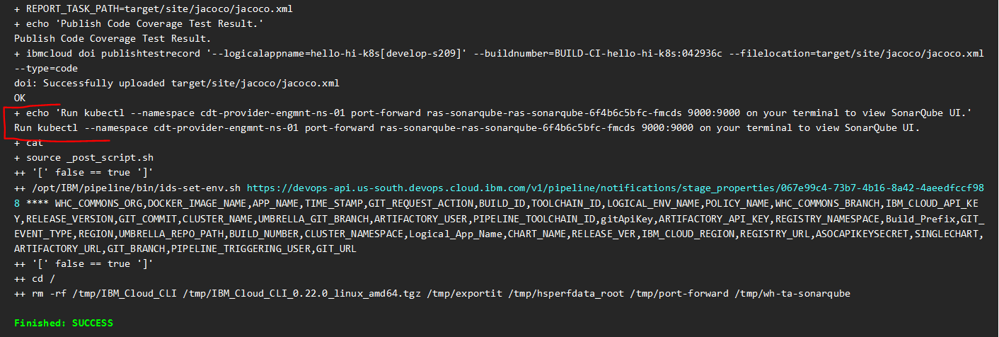 + REPORT_TASK_PATH=target/site/jacoco/jacoco.xml
+ echo 'Publish Code Coverage Test Result.'
Publish Code Coverage Test Result.
+ ibmcloud doi publishtestrecord '--logicalappname=hello-hi-k8s[develop-s209]' --buildnumber=BUILD-CI-hello-hi-k8s:042936c --filelocation=target/site/jacoco/jacoco.xml
--type=code
doi: Successfully uploaded target/site/jacoco/jacoco.xml
OK
+ echo 'Run kubectl --namespace cdt-provider-engmnt-ns-01 port-forward ras-sonarqube-ras-sonarqube-6f4b6c5bfc-fmcds 9000:9000 on your terminal to view SonarQube UI.'
Run kubectl --namespace cdt-provider-engmnt-ns-01 port-forward ras-sonarqube-ras-sonarqube-6f4b6c5bfc-fmcds 9000:9000 on your terminal to view SonarQube UI.
+ cat
+ source _post_script.sh
++ '[' false == true ']'
++ /opt/IBM/pipeline/bin/ids-set-env.sh https://devops-api.us-south.devops.cloud.ibm.com/v1/pipeline/notifications/stage_properties/067e99c4-73b7-4b16-8a42-4aeedfccf98
8 **** WHC_COMMONS_ORG,DOCKER_IMAGE_NAME,APP_NAME,TIME_STAMP,GIT_REQUEST_ACTION,BUILD_ID,TOOLCHAIN_ID,LOGICAL_ENV_NAME,POLICY_NAME,WHC_COMMONS_BRANCH,IBM_CLOUD_API_KE
Y,RELEASE_VERSION,GIT_COMMIT,CLUSTER_NAME,UMBRELLA_GIT_BRANCH,ARTIFACTORY_USER,PIPELINE_TOOLCHAIN_ID,gitApiKey,ARTIFACTORY_API_KEY,REGISTRY_NAMESPACE,Build_Prefix,GIT_
EVENT_TYPE,REGION,UMBRELLA_REPO_PATH,BUILD_NUMBER,CLUSTER_NAMESPACE,Logical_App_Name,CHART_NAME,RELEASE_VER,IBM_CLOUD_REGION,REGISTRY_URL,ASOCAPIKEYSECRET,SINGLECHART,
ARTIFACTORY_URL,GIT_BRANCH,PIPELINE_TRIGGERING_USER,GIT_URL
++ '[' false == true ']'
++ cd /
++ rm -rf /tmp/IBM_Cloud_CLI /tmp/IBM_Cloud_CLI_0.22.0_linux_amd64.tgz /tmp/exportit /tmp/hsperfdata_root /tmp/port-forward /tmp/wh-ta-sonarqube
Finished: SUCCESS